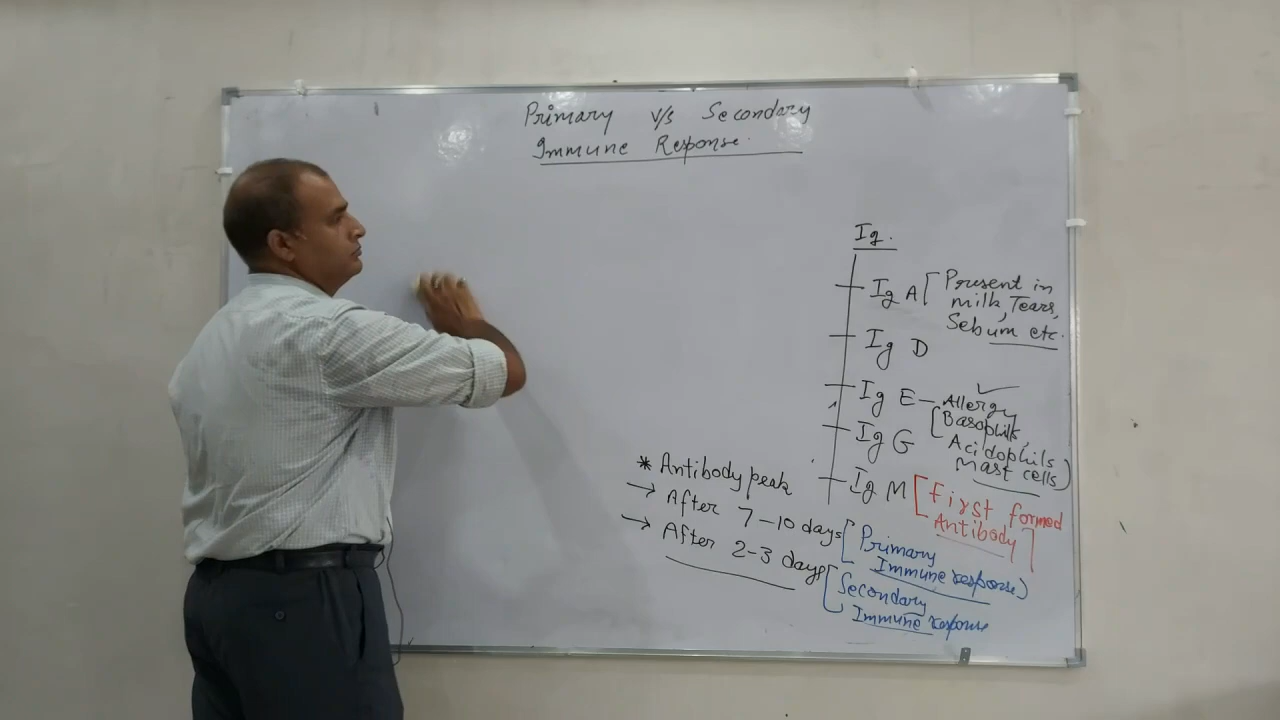 Primary v/s Secondary
Immune Response.
Ig.
Ig A [ Present in
milk, Tears,
Sebum etc.
Ig D
Ig E — Allergy ✓
[ Basophils,
Ig G
Acidophils
Mast cells )
Ig M [ First formed
Antibody ]
* Antibody peak
→ After 7-10 days [ Primary
Immune response)
→ After 2-3 days [ Secondary
Immune response